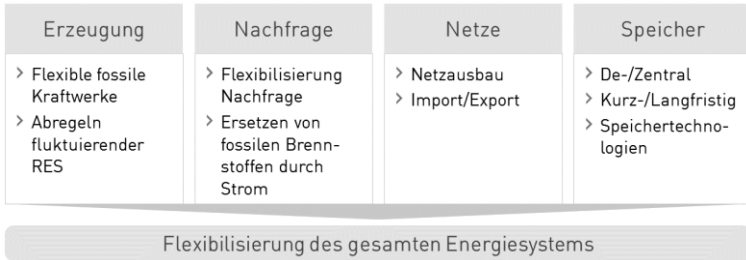 Erzeugung
> Flexible fossile
Kraftwerke
> Abregeln
fluktuierender
RES
Nachfrage
> Flexibilisierung
Nachfrage
> Ersetzen von
fossilen Brenn-
stoffen durch
Strom
Netze
> Netzausbau
> Import/Export
Speicher
> De-/Zentral
> Kurz-/Langfristig
> Speichertechno-
logien
Flexibilisierung des gesamten Energiesystems